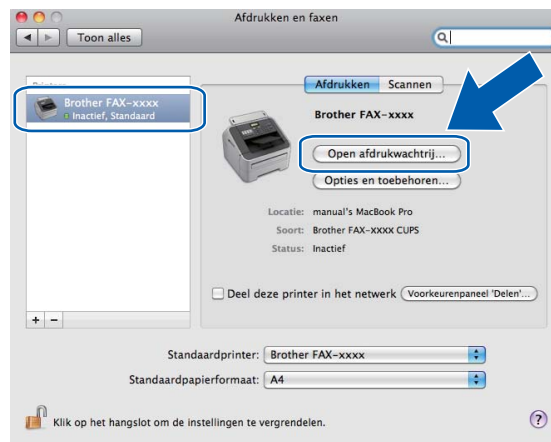 Afdrukken en faxen
Toon alles
Printers
Brother FAX-xxxx
Inactief, Standaard
Afdrukken Scannen
Brother FAX-xxxx
Open afdrukwachtrij...
Opties en toebehoren...
Locatie: manual's MacBook Pro
Soort: Brother FAX-XXXX CUPS
Status: Inactief
Deel deze printer in het netwerk Voorkeurenpaneel 'Delen'...
+ −
Standaardprinter: Brother FAX-xxxx
Standaardpapierformaat: A4
Klik op het hangslot om de instellingen te vergrendelen.
?